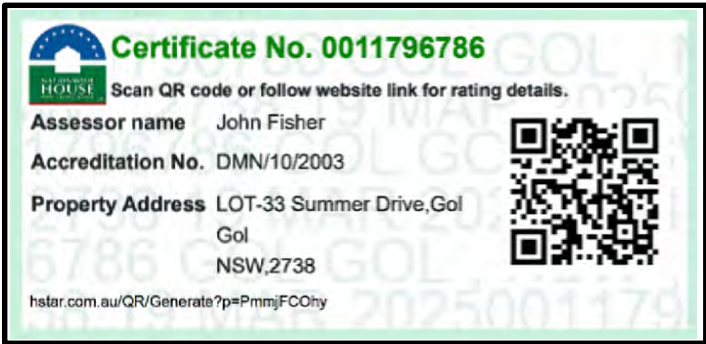 Certificate No. 0011796786
NATIONWIDE
HOUSE
Scan QR code or follow website link for rating details.
Assessor name John Fisher
Accreditation No. DMN/10/2003
Property Address LOT-33 Summer Drive,Gol
Gol
NSW,2738
hstar.com.au/QR/Generate?p=PmmjFCOhy